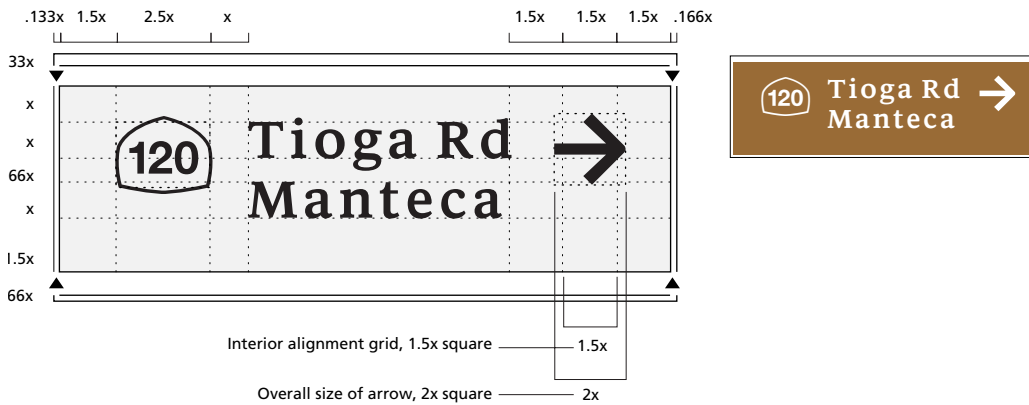 .133x 1.5x 2.5x x 1.5x 1.5x 1.5x .166x
33x
x
x
66x
x
1.5x
66x
120
Tioga Rd
Manteca
Interior alignment grid, 1.5x square 1.5x
Overall size of arrow, 2x square 2x
120
Tioga Rd
Manteca